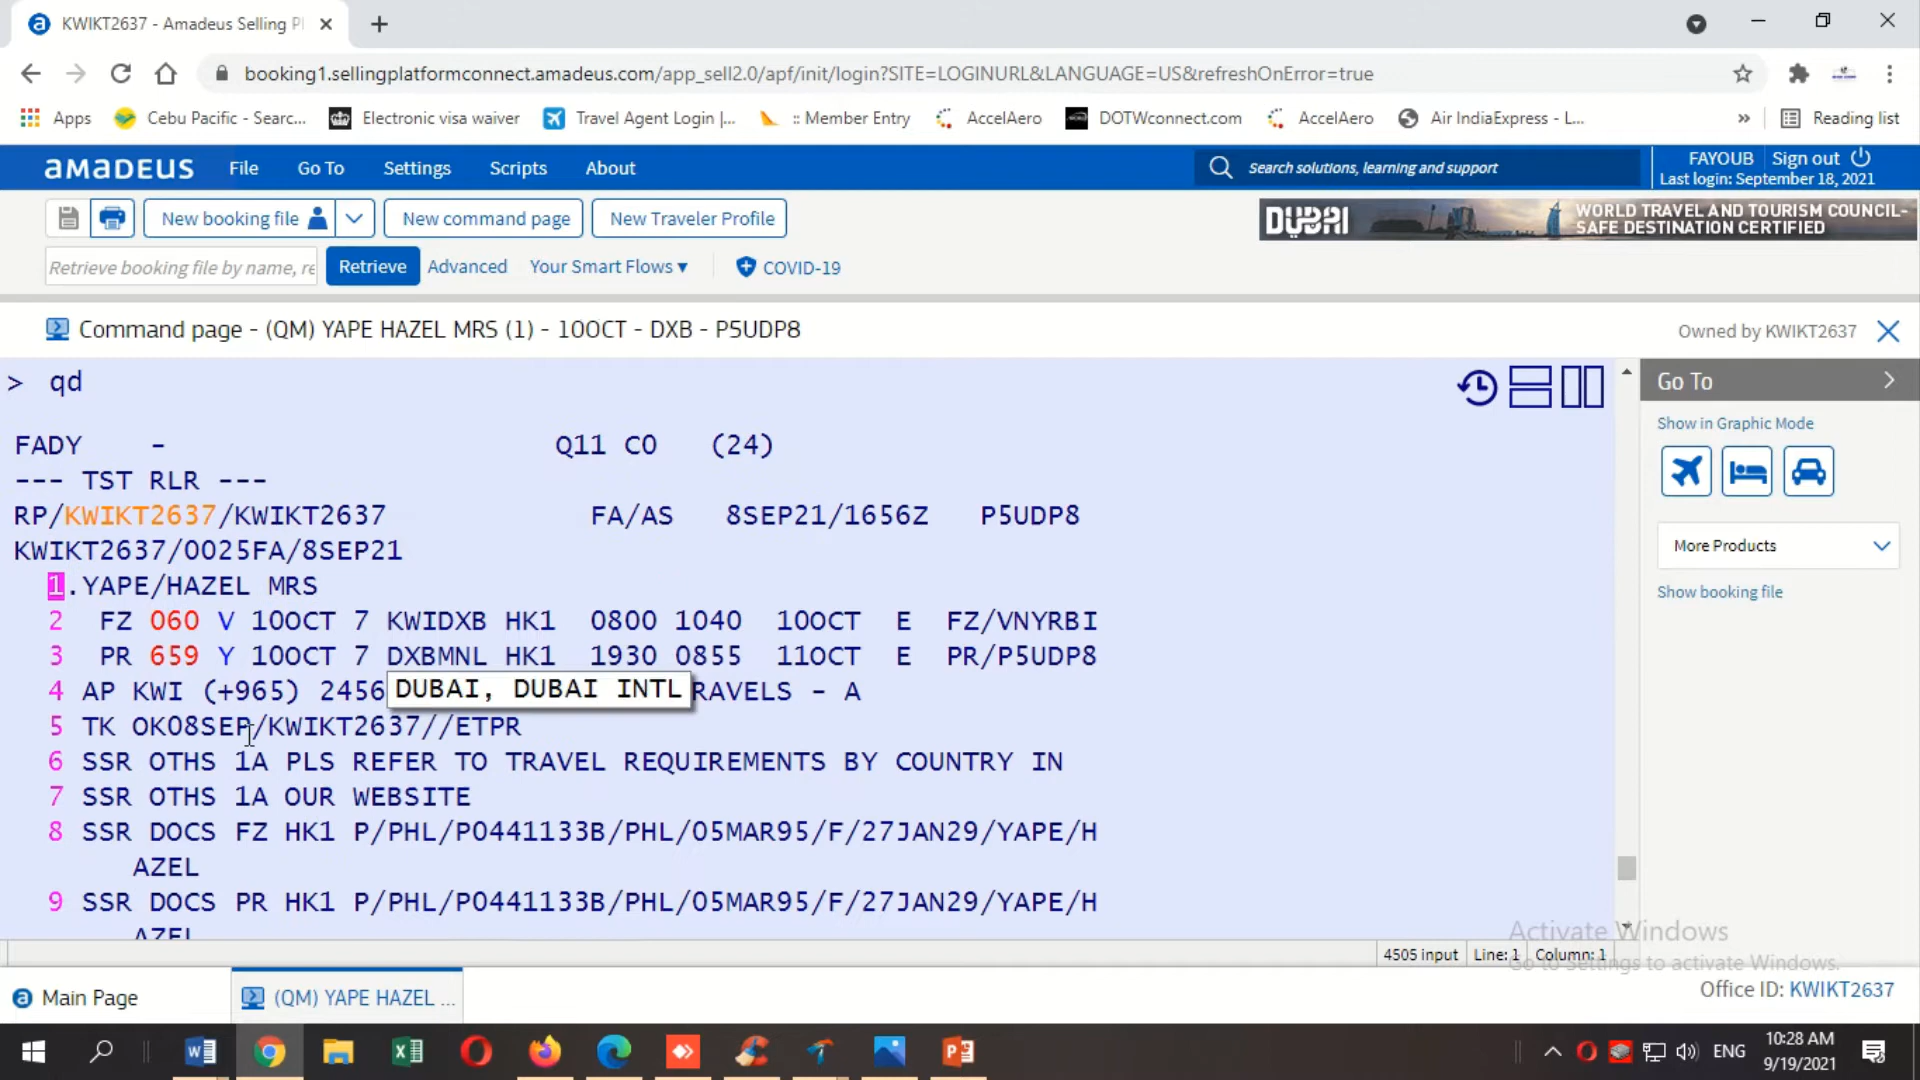 KWIKT2637 - Amadeus Selling Pl
booking1.sellingplatformconnect.amadeus.com/app_sell2.0/apf/init/login?SITE=LOGINURL&LANGUAGE=US&refreshOnError=true
Apps Cebu Pacific - Searc... Electronic visa waiver Travel Agent Login |... :: Member Entry AccelAero DOTWconnect.com AccelAero Air IndiaExpress - L... » Reading list
amadeus File Go To Settings Scripts About Search solutions, learning and support FAYOUB Sign out
Last login: September 18, 2021
New booking file New command page New Traveler Profile
DUBAI WORLD TRAVEL AND TOURISM COUNCIL-
SAFE DESTINATION CERTIFIED
Retrieve booking file by name, re Retrieve Advanced Your Smart Flows ▾ COVID-19
Command page - (QM) YAPE HAZEL MRS (1) - 10OCT - DXB - P5UDP8 Owned by KWIKT2637
> qd
Go To
FADY - Q11 C0 (24)
--- TST RLR ---
RP/KWIKT2637/KWIKT2637 FA/AS 8SEP21/1656Z P5UDP8
KWIKT2637/0025FA/8SEP21
1.YAPE/HAZEL MRS
2 FZ 060 V 10OCT 7 KWIDXB HK1 0800 1040 10OCT E FZ/VNYRBI
3 PR 659 Y 10OCT 7 DXBMNL HK1 1930 0855 11OCT E PR/P5UDP8
4 AP KWI (+965) 2456 DUBAI, DUBAI INTL RAVELS - A
5 TK OK08SEP/KWIKT2637//ETPR
6 SSR OTHS 1A PLS REFER TO TRAVEL REQUIREMENTS BY COUNTRY IN
7 SSR OTHS 1A OUR WEBSITE
8 SSR DOCS FZ HK1 P/PHL/P0441133B/PHL/05MAR95/F/27JAN29/YAPE/H
AZEL
9 SSR DOCS PR HK1 P/PHL/P0441133B/PHL/05MAR95/F/27JAN29/YAPE/H
AZEL
Show in Graphic Mode
More Products
Show booking file
Activate Windows
Go to Settings to activate Windows.
4505 input Line: 1 Column: 1
Main Page (QM) YAPE HAZEL ... Office ID: KWIKT2637
ENG 10:28 AM
9/19/2021